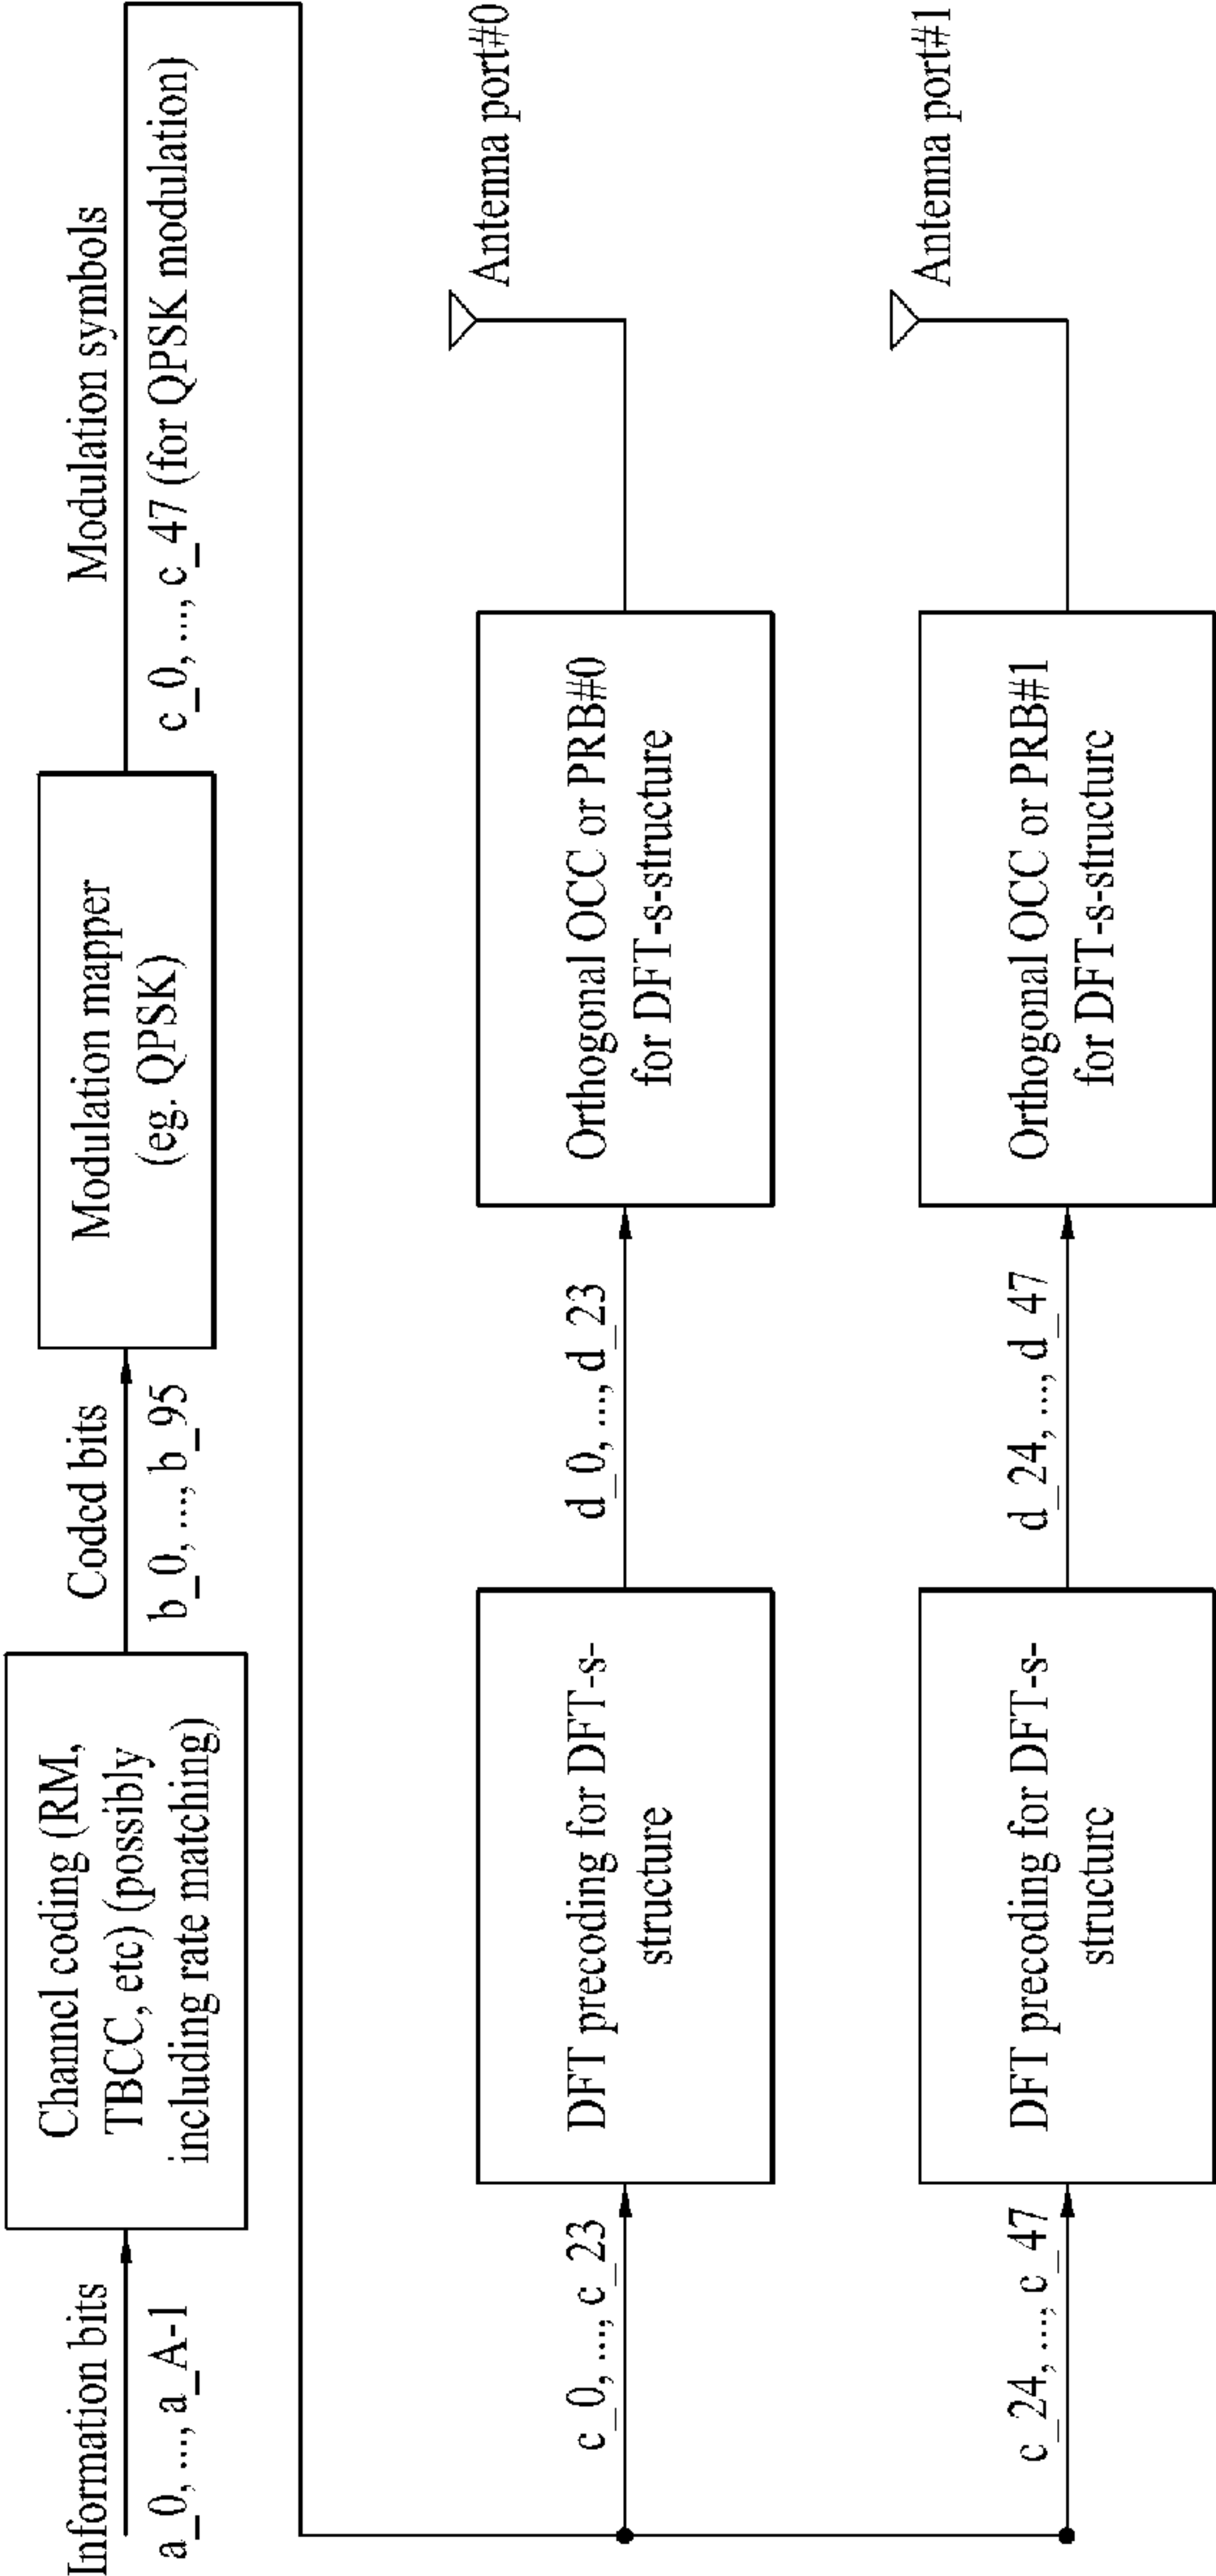 Information bits
a_0, ..., a_A-1
Channel coding (RM,
TBCC, etc) (possibly
including rate matching)
Coded bits
b_0, ..., b_95
Modulation mapper
(eg. QPSK)
Modulation symbols
c_0, ..., c_47 (for QPSK modulation)
c_0, ..., c_23
DFT precoding for DFT-s-
structure
d_0, ..., d_23
Orthogonal OCC or PRB#0
for DFT-s-structure
Antenna port#0
c_24, ..., c_47
DFT precoding for DFT-s-
structure
d_24, ..., d_47
Orthogonal OCC or PRB#1
for DFT-s-structure
Antenna port#1